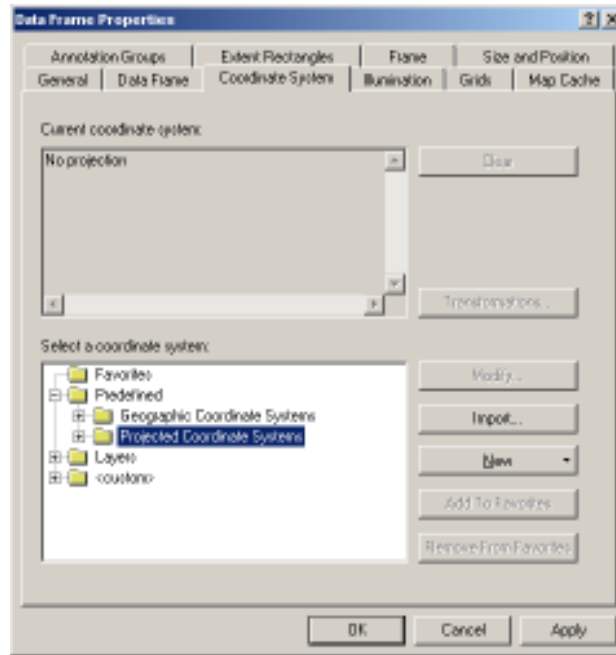 Data Frame Properties
Annotation Groups Extent Rectangles Frame Size and Position
General Data Frame Coordinate System Illumination Grids Map Cache
Current coordinate system:
No projection
Clear
Transformations...
Select a coordinate system:
Favorites
Modify...
Predefined
Geographic Coordinate Systems
Import...
Projected Coordinate Systems
Layers
New
<custom>
Add To Favorites
Remove From Favorites
OK Cancel Apply